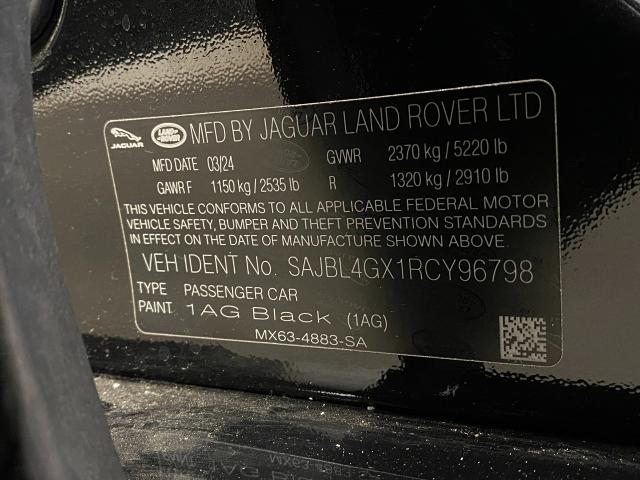 JAGUAR LAND ROVER MFD BY JAGUAR LAND ROVER LTD
MFD DATE 03/24 GVWR 2370 kg / 5220 lb
GAWR F 1150 kg / 2535 lb R 1320 kg / 2910 lb
THIS VEHICLE CONFORMS TO ALL APPLICABLE FEDERAL MOTOR
VEHICLE SAFETY, BUMPER AND THEFT PREVENTION STANDARDS
IN EFFECT ON THE DATE OF MANUFACTURE SHOWN ABOVE.
VEH IDENT No. SAJBL4GX1RCY96798
TYPE PASSENGER CAR
PAINT 1AG Black (1AG)
MX63-4883-SA